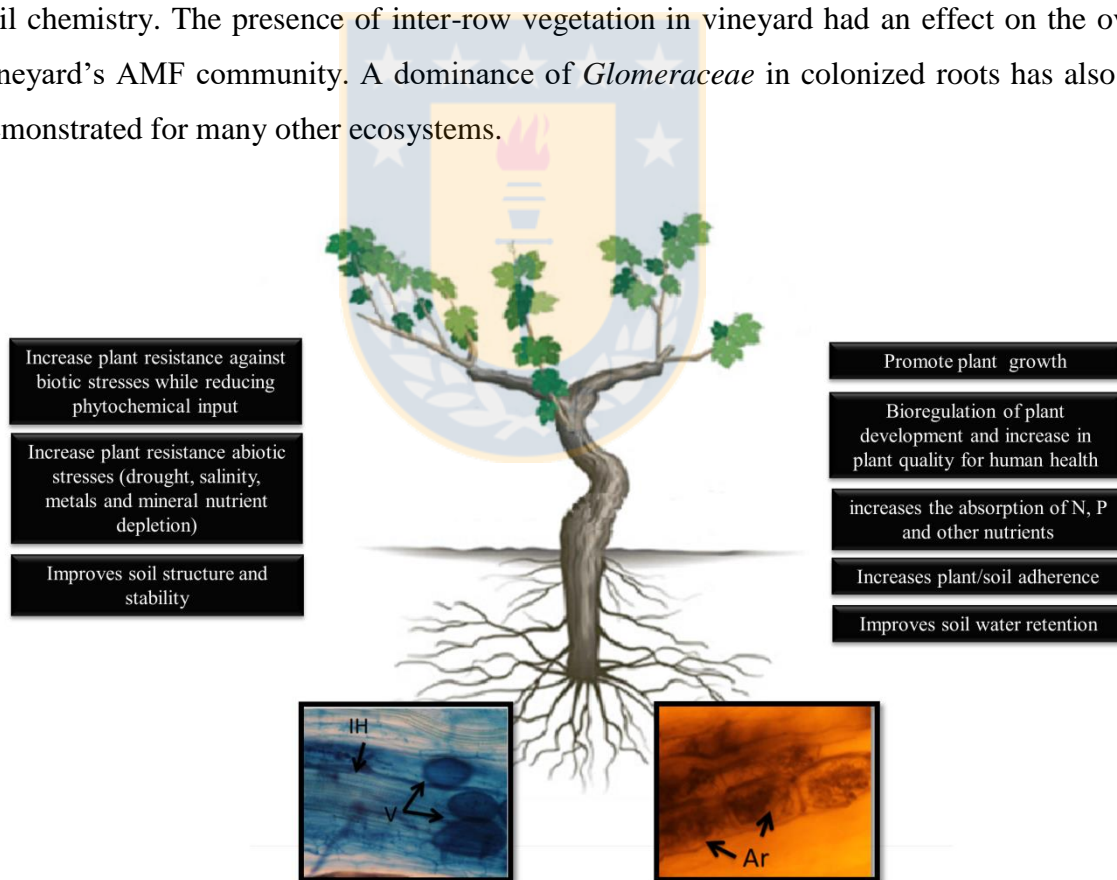 il chemistry. The presence of inter-row vegetation in vineyard had an effect on the ov
neyard's AMF community. A dominance of Glomeraceae in colonized roots has also
monstrated for many other ecosystems.
Increase plant resistance against
biotic stresses while reducing
phytochemical input
Increase plant resistance abiotic
stresses (drought, salinity,
metals and mineral nutrient
depletion)
Improves soil structure and
stability
Promote plant growth
Bioregulation of plant
development and increase in
plant quality for human health
increases the absorption of N, P
and other nutrients
Increases plant/soil adherence
Improves soil water retention
IH
V
Ar